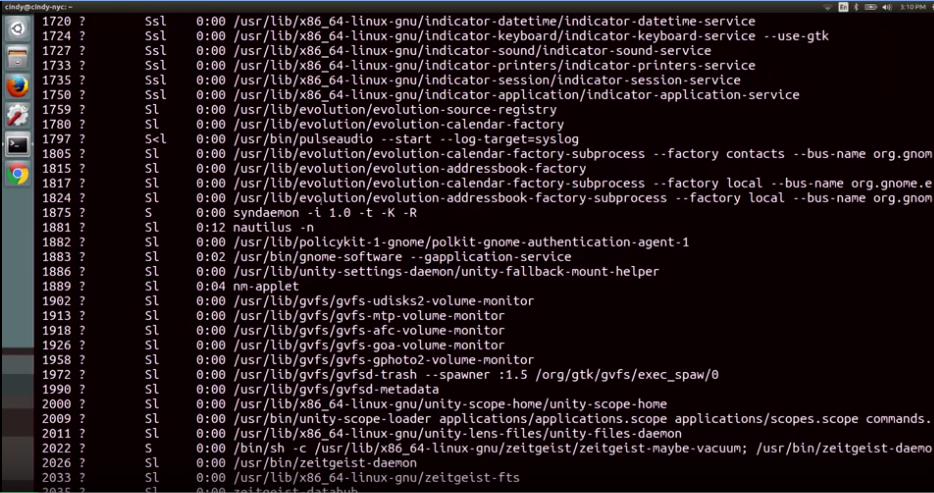 cindy@cindy-nyc: ~
En
3:10 PM
1720 ? Ssl 0:00 /usr/lib/x86_64-linux-gnu/indicator-datetime/indicator-datetime-service
1724 ? Ssl 0:00 /usr/lib/x86_64-linux-gnu/indicator-keyboard/indicator-keyboard-service --use-gtk
1727 ? Ssl 0:00 /usr/lib/x86_64-linux-gnu/indicator-sound/indicator-sound-service
1733 ? Ssl 0:00 /usr/lib/x86_64-linux-gnu/indicator-printers/indicator-printers-service
1735 ? Ssl 0:00 /usr/lib/x86_64-linux-gnu/indicator-session/indicator-session-service
1750 ? Ssl 0:00 /usr/lib/x86_64-linux-gnu/indicator-application/indicator-application-service
1759 ? Sl 0:00 /usr/lib/evolution/evolution-source-registry
1780 ? Sl 0:00 /usr/lib/evolution/evolution-calendar-factory
1797 ? S<l 0:00 /usr/bin/pulseaudio --start --log-target=syslog
1805 ? Sl 0:00 /usr/lib/evolution/evolution-calendar-factory-subprocess --factory contacts --bus-name org.gnom
1815 ? Sl 0:00 /usr/lib/evolution/evolution-addressbook-factory
1817 ? Sl 0:00 /usr/lib/evolution/evolution-calendar-factory-subprocess --factory local --bus-name org.gnome.e
1824 ? Sl 0:00 /usr/lib/evolution/evolution-addressbook-factory-subprocess --factory local --bus-name org.gnom
1875 ? S 0:00 syndaemon -i 1.0 -t -K -R
1881 ? Sl 0:12 nautilus -n
1882 ? Sl 0:00 /usr/lib/policykit-1-gnome/polkit-gnome-authentication-agent-1
1883 ? Sl 0:02 /usr/bin/gnome-software --gapplication-service
1886 ? Sl 0:00 /usr/lib/unity-settings-daemon/unity-fallback-mount-helper
1889 ? Sl 0:04 nm-applet
1902 ? Sl 0:00 /usr/lib/gvfs/gvfs-udisks2-volume-monitor
1913 ? Sl 0:00 /usr/lib/gvfs/gvfs-mtp-volume-monitor
1918 ? Sl 0:00 /usr/lib/gvfs/gvfs-afc-volume-monitor
1926 ? Sl 0:00 /usr/lib/gvfs/gvfs-goa-volume-monitor
1958 ? Sl 0:00 /usr/lib/gvfs/gvfs-gphoto2-volume-monitor
1972 ? Sl 0:00 /usr/lib/gvfs/gvfsd-trash --spawner :1.5 /org/gtk/gvfs/exec_spaw/0
1990 ? Sl 0:00 /usr/lib/gvfs/gvfsd-metadata
2000 ? Sl 0:00 /usr/lib/x86_64-linux-gnu/unity-scope-home/unity-scope-home
2009 ? Sl 0:00 /usr/bin/unity-scope-loader applications/applications.scope applications/scopes.scope commands.
2011 ? Sl 0:00 /usr/lib/x86_64-linux-gnu/unity-lens-files/unity-files-daemon
2022 ? S 0:00 /bin/sh -c /usr/lib/x86_64-linux-gnu/zeitgeist/zeitgeist-maybe-vacuum; /usr/bin/zeitgeist-daemo
2026 ? Sl 0:00 /usr/bin/zeitgeist-daemon
2033 ? Sl 0:00 /usr/lib/x86_64-linux-gnu/zeitgeist-fts
2035 ? Sl 0:00 zeitgeist-datahub